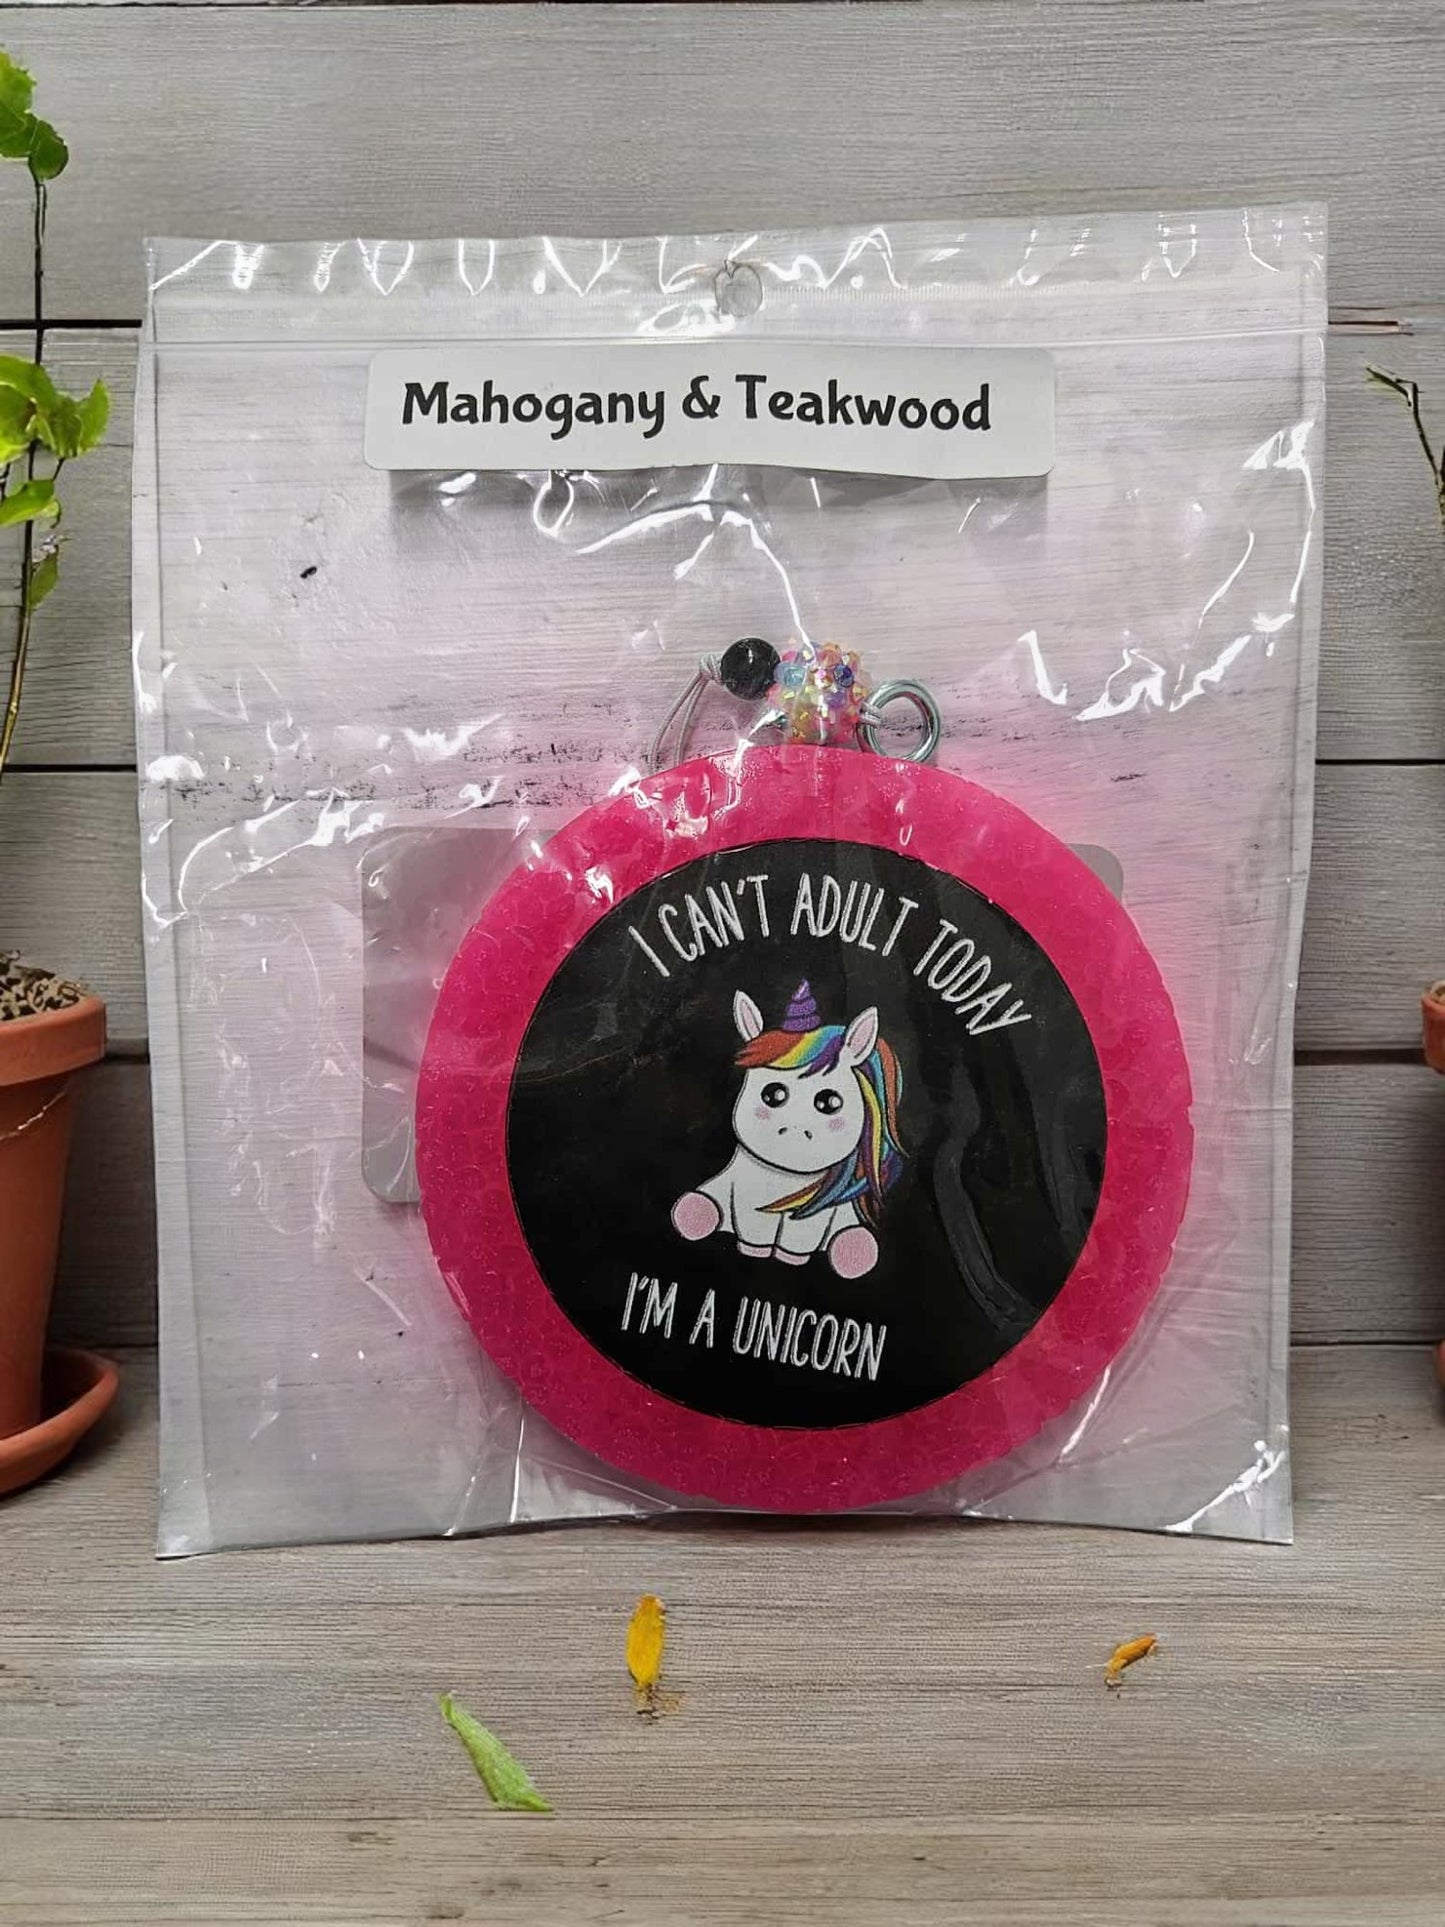 Mahogany & Teakwood
I CAN'T ADULT TODAY
I'M A UNICORN